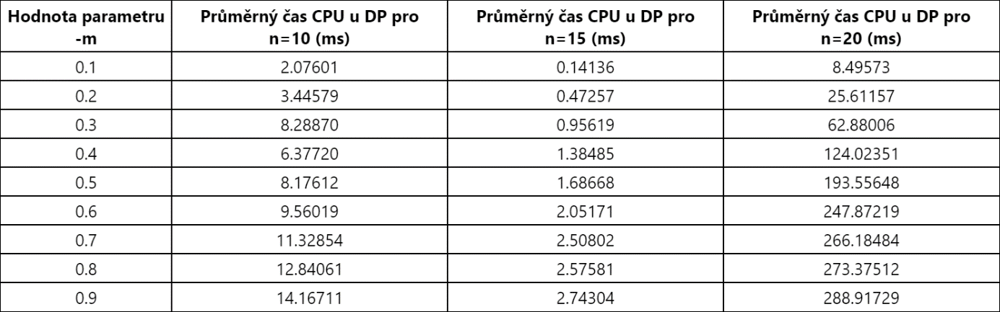 Hodnota parametru
-m
Průměrný čas CPU u DP pro
n=10 (ms)
Průměrný čas CPU u DP pro
n=15 (ms)
Průměrný čas CPU u DP pro
n=20 (ms)
0.1 2.07601 0.14136 8.49573
0.2 3.44579 0.47257 25.61157
0.3 8.28870 0.95619 62.88006
0.4 6.37720 1.38485 124.02351
0.5 8.17612 1.68668 193.55648
0.6 9.56019 2.05171 247.87219
0.7 11.32854 2.50802 266.18484
0.8 12.84061 2.57581 273.37512
0.9 14.16711 2.74304 288.91729